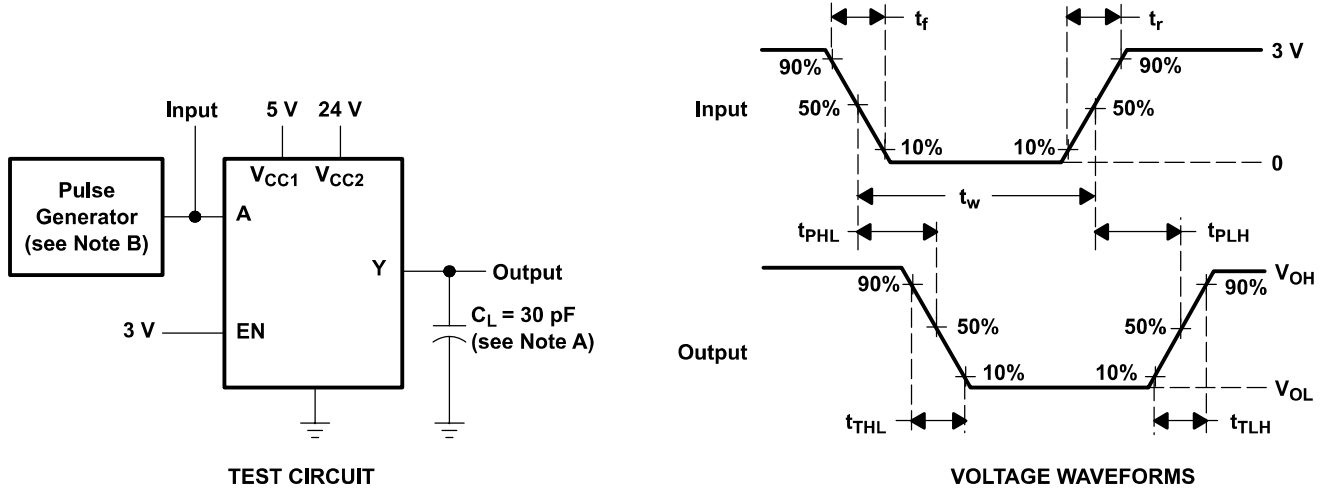 Input
5 V
24 V
VCC1
VCC2
Pulse
Generator
(see Note B)
A
Y
Output
CL = 30 pF
(see Note A)
3 V
EN
TEST CIRCUIT
tf
tr
3 V
90%
90%
Input
50%
50%
10%
10%
0
tw
tPHL
tPLH
VOH
90%
90%
50%
50%
Output
10%
10%
VOL
tTHL
tTLH
VOLTAGE WAVEFORMS